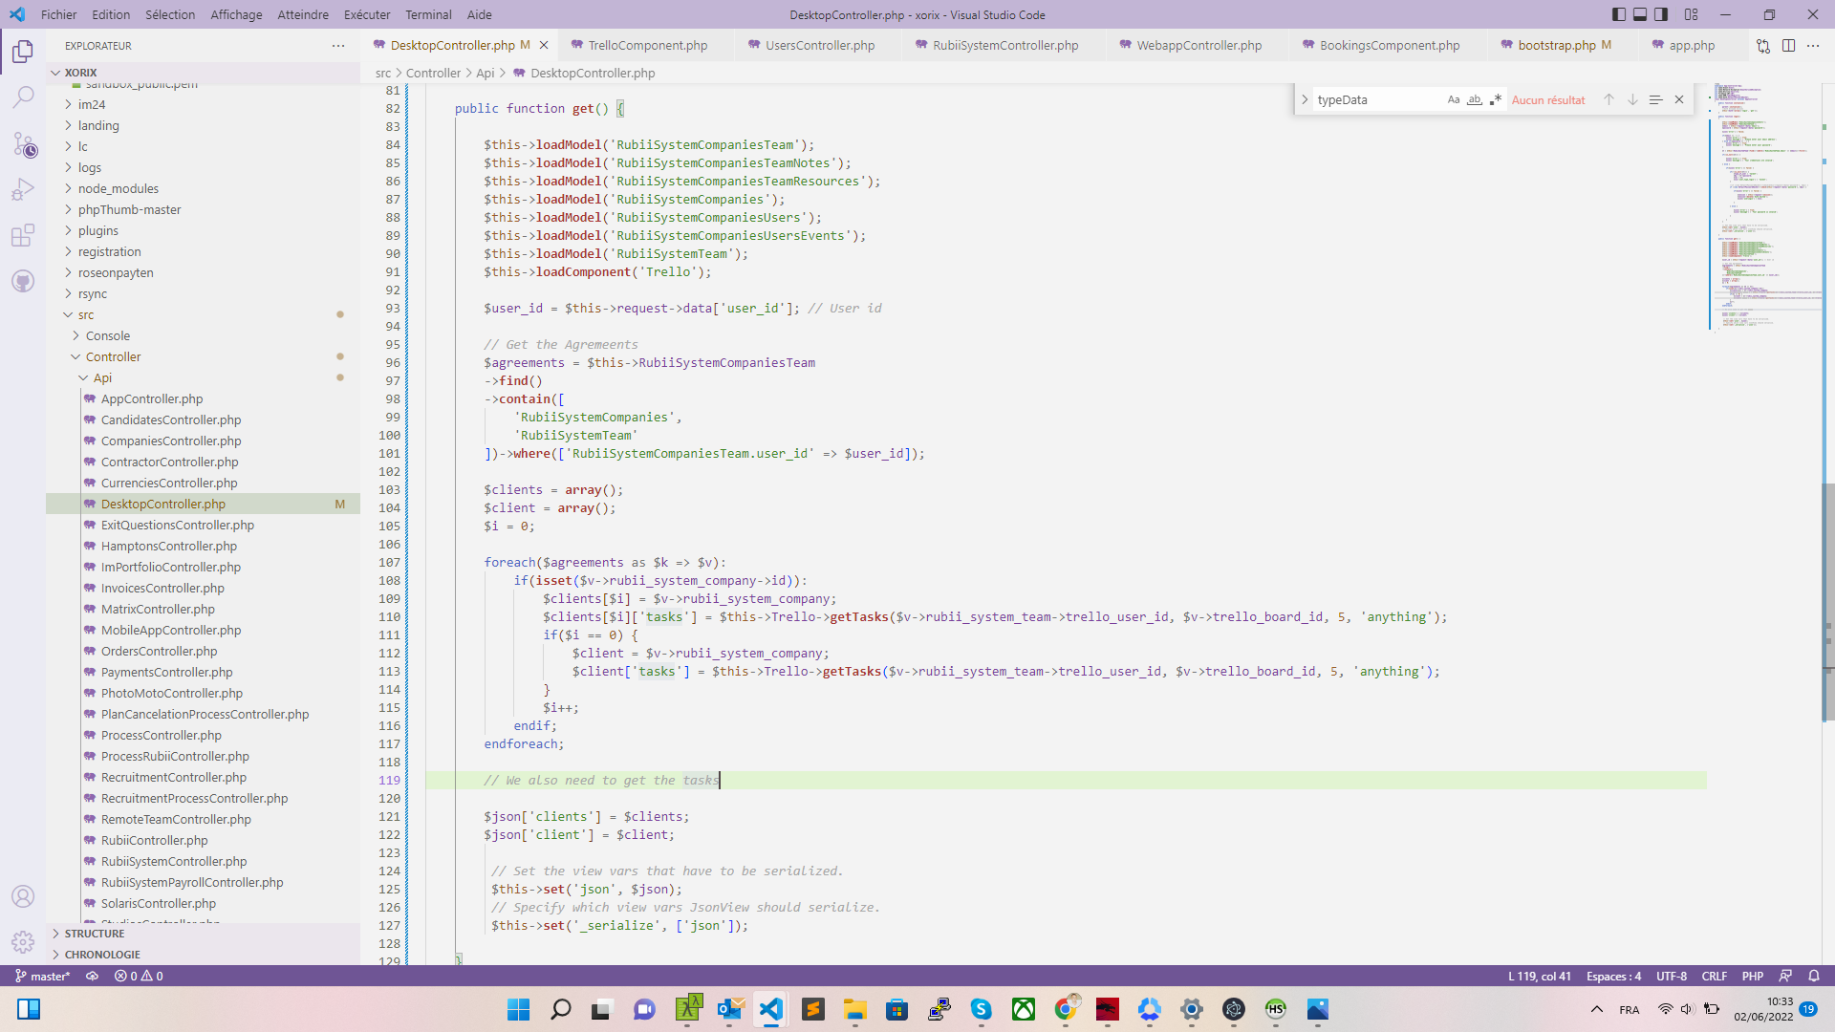 Fichier Edition Sélection Affichage Atteindre Exécuter Terminal Aide
DesktopController.php - xorix - Visual Studio Code
EXPLORATEUR
DesktopController.php M
TrelloComponent.php
UsersController.php
RubiiSystemController.php
WebappController.php
BookingsComponent.php
bootstrap.php M
app.php
XORIX
src > Controller > Api > DesktopController.php
typeData
Aucun résultat
sandbox_public.pem
im24
landing
lc
logs
node_modules
phpThumb-master
plugins
registration
roseonpayten
rsync
src
Console
Controller
Api
AppController.php
CandidatesController.php
CompaniesController.php
ContractorController.php
CurrenciesController.php
DesktopController.php M
ExitQuestionsController.php
HamptonsController.php
ImPortfolioController.php
InvoicesController.php
MatrixController.php
MobileAppController.php
OrdersController.php
PaymentsController.php
PhotoMotoController.php
PlanCancelationProcessController.php
ProcessController.php
ProcessRubiiController.php
RecruitmentController.php
RecruitmentProcessController.php
RemoteTeamController.php
RubiiController.php
RubiiSystemController.php
RubiiSystemPayrollController.php
SolarisController.php
STRUCTURE
CHRONOLOGIE
81
82 public function get() {
83
84 $this->loadModel('RubiiSystemCompaniesTeam');
85 $this->loadModel('RubiiSystemCompaniesTeamNotes');
86 $this->loadModel('RubiiSystemCompaniesTeamResources');
87 $this->loadModel('RubiiSystemCompanies');
88 $this->loadModel('RubiiSystemCompaniesUsers');
89 $this->loadModel('RubiiSystemCompaniesUsersEvents');
90 $this->loadModel('RubiiSystemTeam');
91 $this->loadComponent('Trello');
92
93 $user_id = $this->request->data['user_id']; // User id
94
95 // Get the Agremeents
96 $agreements = $this->RubiiSystemCompaniesTeam
97 ->find()
98 ->contain([
99 'RubiiSystemCompanies',
100 'RubiiSystemTeam'
101 ])->where(['RubiiSystemCompaniesTeam.user_id' => $user_id]);
102
103 $clients = array();
104 $client = array();
105 $i = 0;
106
107 foreach($agreements as $k => $v):
108 if(isset($v->rubii_system_company->id)):
109 $clients[$i] = $v->rubii_system_company;
110 $clients[$i]['tasks'] = $this->Trello->getTasks($v->rubii_system_team->trello_user_id, $v->trello_board_id, 5, 'anything');
111 if($i == 0) {
112 $client = $v->rubii_system_company;
113 $client['tasks'] = $this->Trello->getTasks($v->rubii_system_team->trello_user_id, $v->trello_board_id, 5, 'anything');
114 }
115 $i++;
116 endif;
117 endforeach;
118
119 // We also need to get the tasks
120
121 $json['clients'] = $clients;
122 $json['client'] = $client;
123
124 // Set the view vars that have to be serialized.
125 $this->set('json', $json);
126 // Specify which view vars JsonView should serialize.
127 $this->set('_serialize', ['json']);
128
129 }
master* 0 0
L 119, col 41 Espaces : 4 UTF-8 CRLF PHP
FRA
10:33
02/06/2022
19